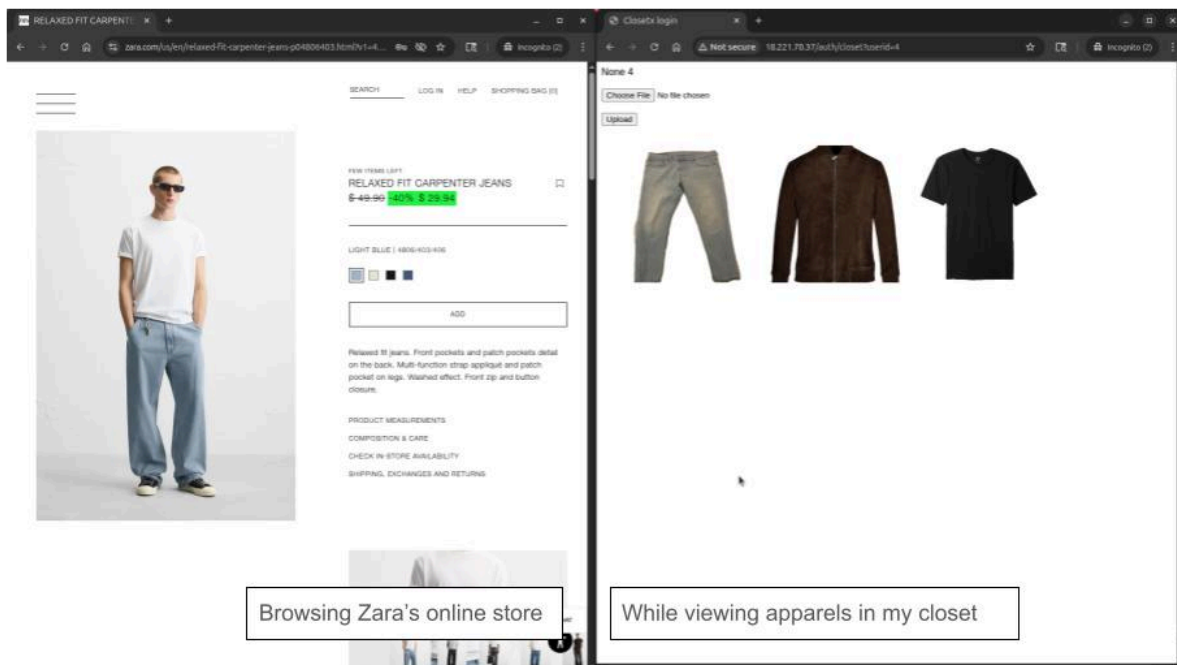 RELAXED FIT CARPENTE
zara.com/us/en/relaxed-fit-carpenter-jeans-p04806403.html?v1=4...
Incognito (2)
SEARCH
LOG IN
HELP
SHOPPING BAG [0]
FEW ITEMS LEFT
RELAXED FIT CARPENTER JEANS
$ 49.90 -40% $ 29.94
LIGHT BLUE | 4806/403/406
ADD
Relaxed fit jeans. Front pockets and patch pockets detail
on the back. Multi-function strap appliqué and patch
pocket on legs. Washed effect. Front zip and button
closure.
PRODUCT MEASUREMENTS
COMPOSITION & CARE
CHECK IN-STORE AVAILABILITY
SHIPPING, EXCHANGES AND RETURNS
Browsing Zara's online store
Closetx login
Not secure 18.221.70.37/auth/closet?userid=4
Incognito (2)
None 4
Choose File No file chosen
Upload
While viewing apparels in my closet